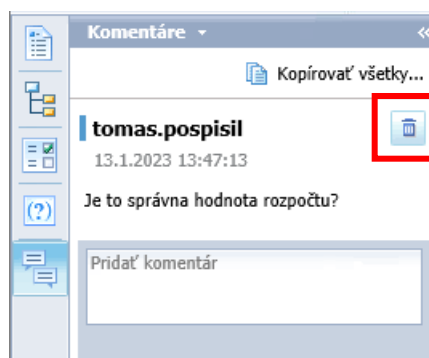 Komentáre
Kopírovať všetky...
tomas.pospisil
13.1.2023 13:47:13
Je to správna hodnota rozpočtu?
Pridať komentár